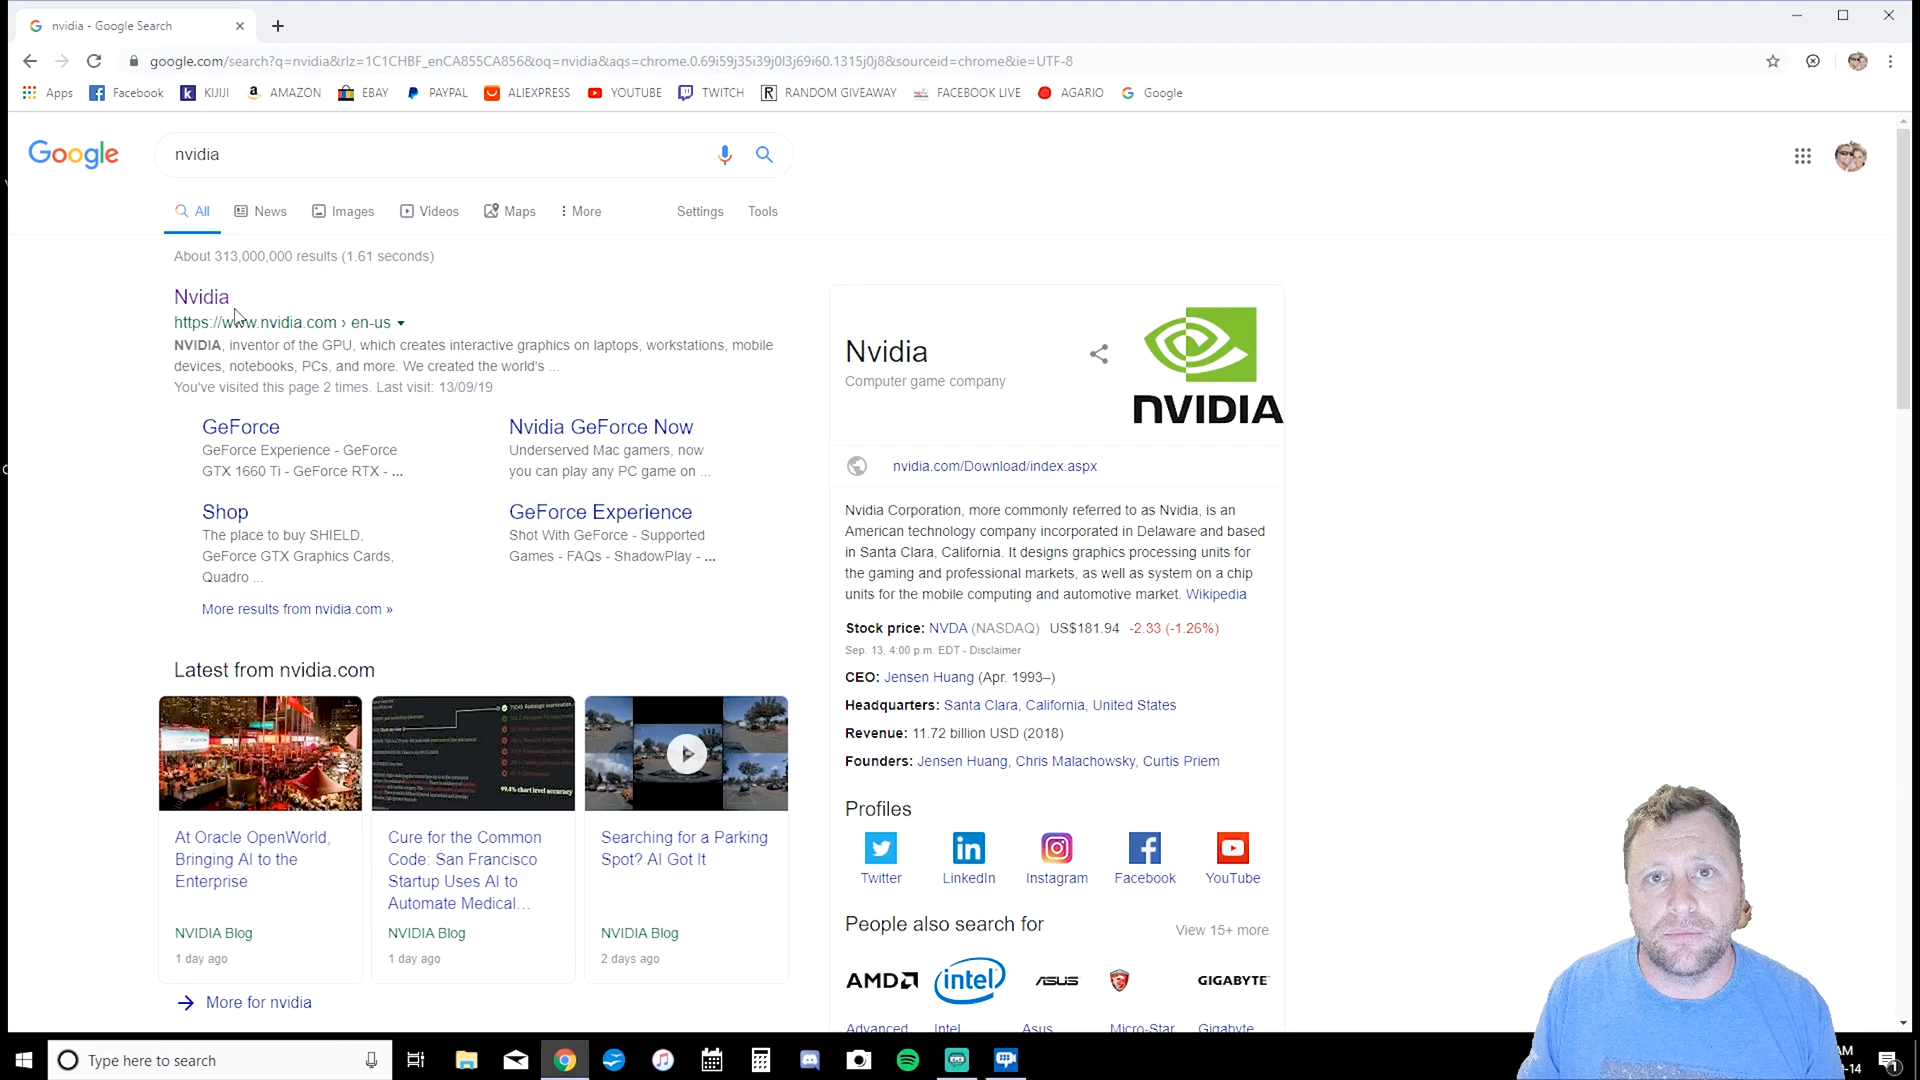 nvidia - Google Search
google.com/search?q=nvidia&rlz=1C1CHBF_enCA855CA856&oq=nvidia&aqs=chrome.0.69i59j35i39j0l3j69i60.1315j0j8&sourceid=chrome&ie=UTF-8
Apps Facebook KIJIJI AMAZON EBAY PAYPAL ALIEXPRESS YOUTUBE TWITCH RANDOM GIVEAWAY FACEBOOK LIVE AGARIO Google
Google nvidia
All News Images Videos Maps More Settings Tools
About 313,000,000 results (1.61 seconds)
Nvidia
https://www.nvidia.com › en-us
NVIDIA, inventor of the GPU, which creates interactive graphics on laptops, workstations, mobile
devices, notebooks, PCs, and more. We created the world's ...
You've visited this page 2 times. Last visit: 13/09/19
GeForce
GeForce Experience - GeForce
GTX 1660 Ti - GeForce RTX - ...
Nvidia GeForce Now
Underserved Mac gamers, now
you can play any PC game on ...
Shop
The place to buy SHIELD,
GeForce GTX Graphics Cards,
Quadro ...
GeForce Experience
Shot With GeForce - Supported
Games - FAQs - ShadowPlay - ...
More results from nvidia.com »
Latest from nvidia.com
99.4% chart level accuracy
At Oracle OpenWorld,
Bringing AI to the
Enterprise
NVIDIA Blog
1 day ago
Cure for the Common
Code: San Francisco
Startup Uses AI to
Automate Medical...
NVIDIA Blog
1 day ago
Searching for a Parking
Spot? AI Got It
NVIDIA Blog
2 days ago
More for nvidia
Nvidia
Computer game company
NVIDIA
nvidia.com/Download/index.aspx
Nvidia Corporation, more commonly referred to as Nvidia, is an
American technology company incorporated in Delaware and based
in Santa Clara, California. It designs graphics processing units for
the gaming and professional markets, as well as system on a chip
units for the mobile computing and automotive market. Wikipedia
Stock price: NVDA (NASDAQ) US$181.94 -2.33 (-1.26%)
Sep. 13, 4:00 p.m. EDT - Disclaimer
CEO: Jensen Huang (Apr. 1993–)
Headquarters: Santa Clara, California, United States
Revenue: 11.72 billion USD (2018)
Founders: Jensen Huang, Chris Malachowsky, Curtis Priem
Profiles
Twitter LinkedIn Instagram Facebook YouTube
People also search for View 15+ more
AMD intel ASUS GIGABYTE
Advanced Intel Asus Micro-Star Gigabyte
Type here to search
AM
-14
1